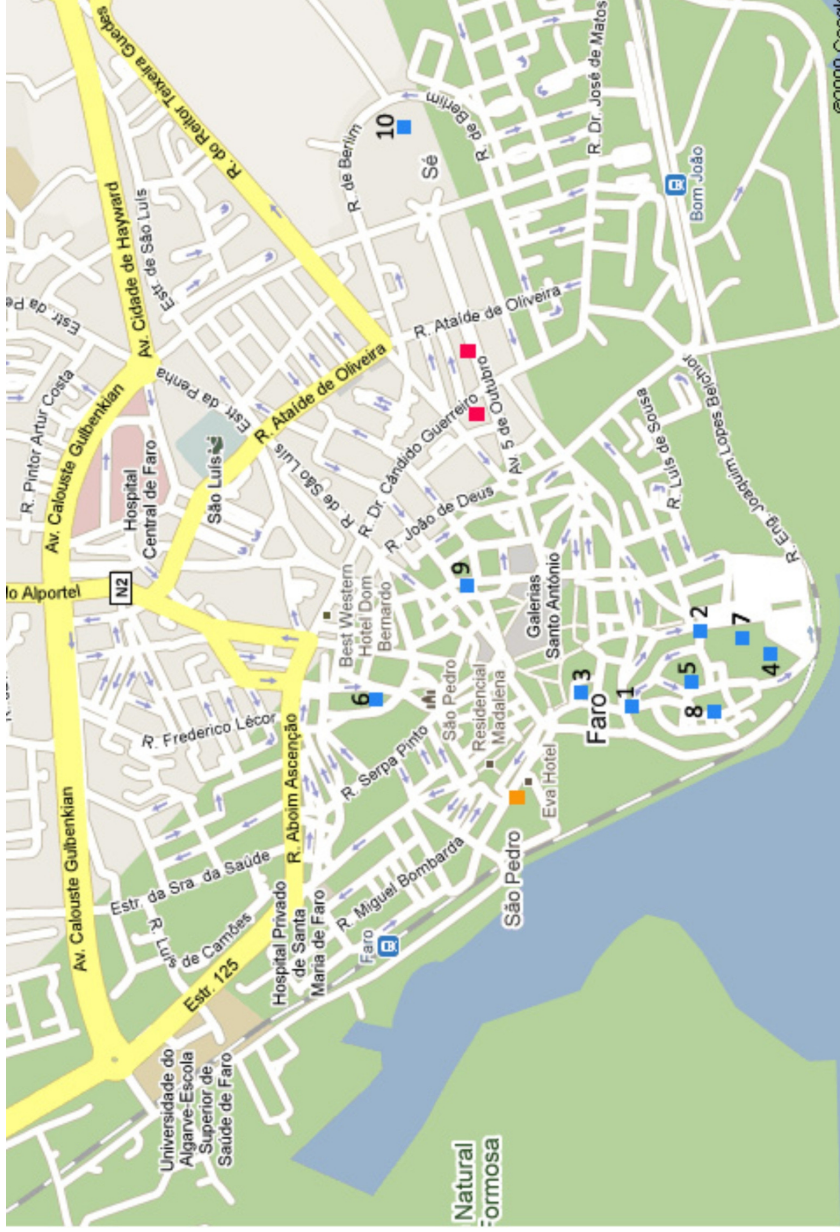 Av. Calouste Gulbenkian
Universidade do
Algarve-Escola
Superior de
Saúde de Faro
Estr. 125
R. Luís de Camões
Estr. da Sra. da Saúde
R. Frederico Lécor
R. Aboim Ascenção
Hospital Privado
de Santa
Maria de Faro
Faro
R. Miguel Bombarda
R. Serpa Pinto
Natural
Formosa
N2
Av. Calouste Gulbenkian
R. Pintor Artur Costa
Hospital
Central de Faro
São Luís
Estr. da Penha
Av. Cidade de Hayward
Estr. de São Luís
R. do Reitor Teixeira Guedes
R. Ataíde de Oliveira
R. de São Luís
R. Dr. Cândido Guerreiro
R. João de Deus
Best Western
Hotel Dom
Bernardo
6
São Pedro
Residencial
Madalena
São Pedro
Eva Hotel
9
Galerias
Santo António
Av. 5 de Outubro
R. Ataíde de Oliveira
R. de Berlim
10
Sé
R. de Berlim
R. Dr. José de Matos
Bom João
3
Faro
1
2
5
8
7
4
R. Luís de Sousa
R. Eng. Joaquim Lopes Belchior